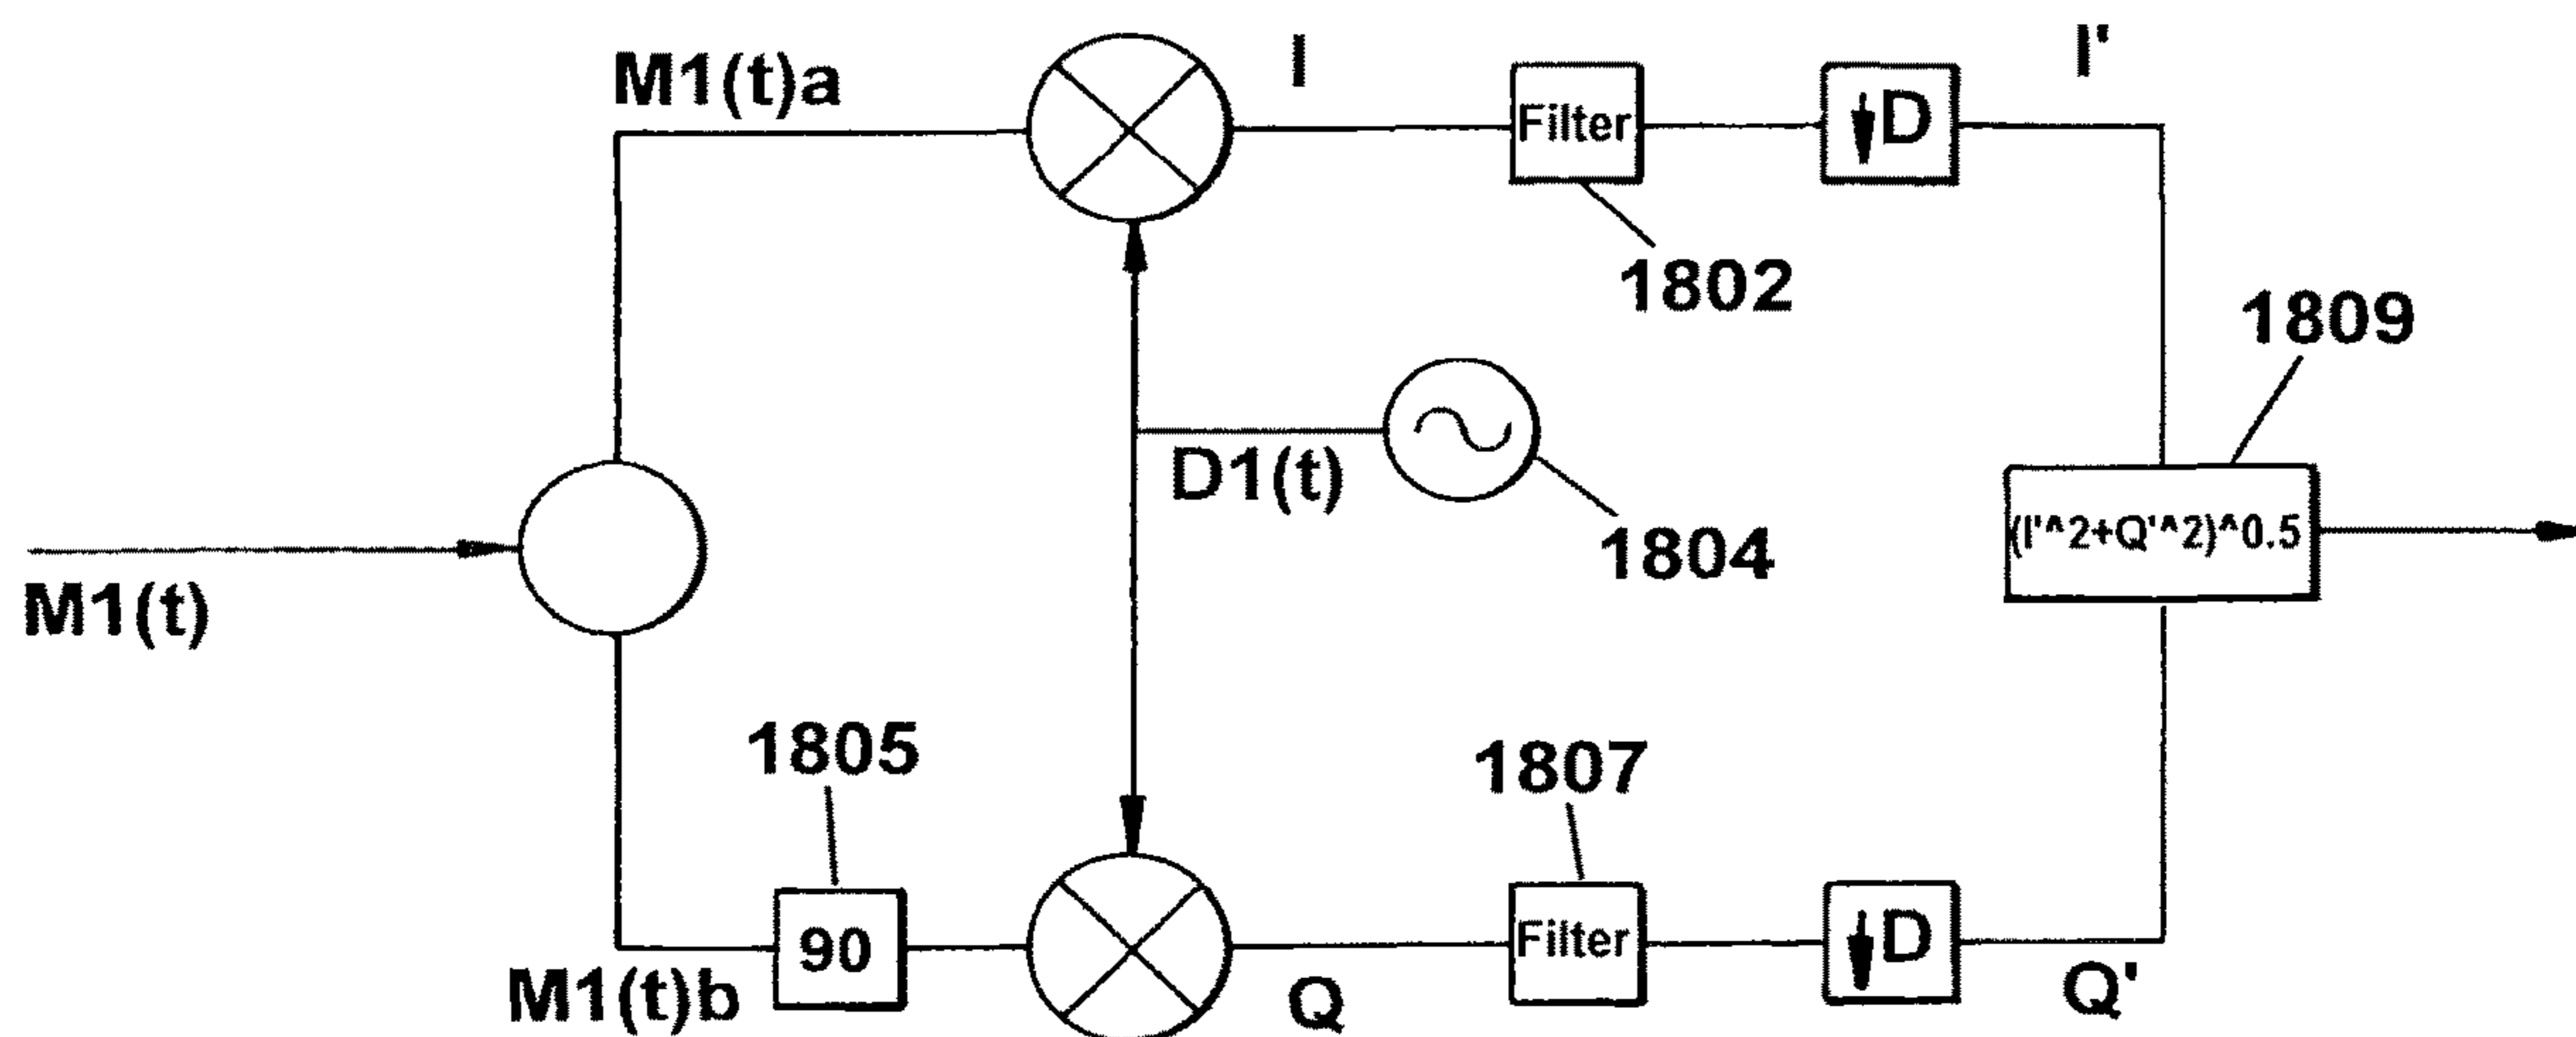 M1(t)a
I
Filter
D
I'
1802
1809
D1(t)
1804
(I'^2+Q'^2)^0.5
M1(t)
1805
1807
90
Filter
D
M1(t)b
Q
Q'